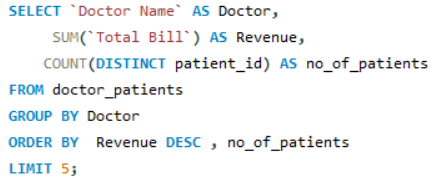 SELECT `Doctor Name` AS Doctor,
SUM(`Total Bill`) AS Revenue,
COUNT(DISTINCT patient_id) AS no_of_patients
FROM doctor_patients
GROUP BY Doctor
ORDER BY  Revenue DESC , no_of_patients
LIMIT 5;